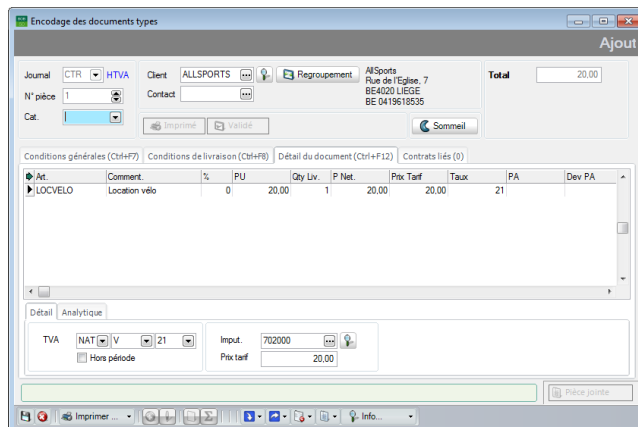 Encodage des documents types
Ajout
Journal CTR HTVA Client ALLSPORTS Regroupement AllSports Total 20,00
Rue de l'Eglise, 7
N° pièce 1 Contact BE4020 LIEGE
BE 0419618535
Cat. Imprimé Validé Sommeil
Conditions générales (Ctrl+F7) Conditions de livraison (Ctrl+F8) Détail du document (Ctrl+F12) Contrats liés (0)
Art. Comment. % PU Qty Liv. P Net. Prix Tarif Taux PA Dev PA
LOCVELO Location vélo 0 20,00 1 20,00 20,00 21
Détail Analytique
TVA NAT V 21 Imput. 702000
Hors période Prix tarif 20,00
Pièce jointe
Imprimer ... Info...